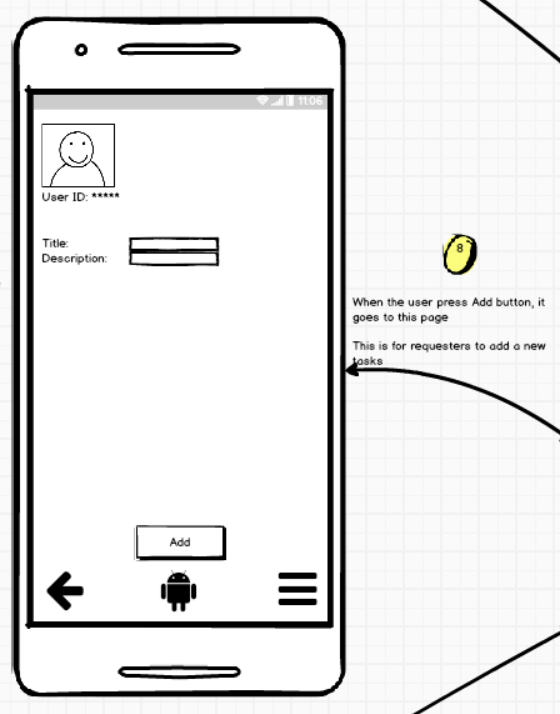 11:06
User ID: *****
Title:
Description:
8
When the user press Add button, it
goes to this page
This is for requesters to add a new
tasks
Add